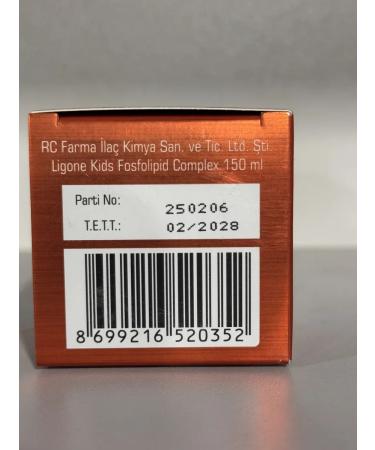 RC Farma İlaç Kimya San. ve Tic. Ltd. Şti.
Ligone Kids Fosfolipid Complex 150 ml
Parti No: 250206
T.E.T.T.: 02/2028
8 699216 520352